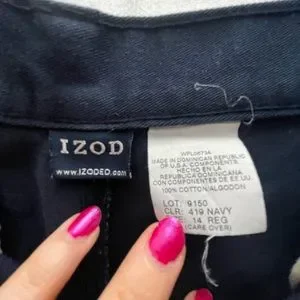 IZOD
www.IZODED.com
WPL06734
MADE IN DOMINICAN REPUBLIC
OF U.S.A. COMPONENTS.
HECHO EN LA
REPUBLICA DOMINICANA
CON COMPONENTES DE EE.UU.
100% COTTON/ALGODON
LOT: 9150
CLR: 419 NAVY
E: 14 REG
(CARE OVER)